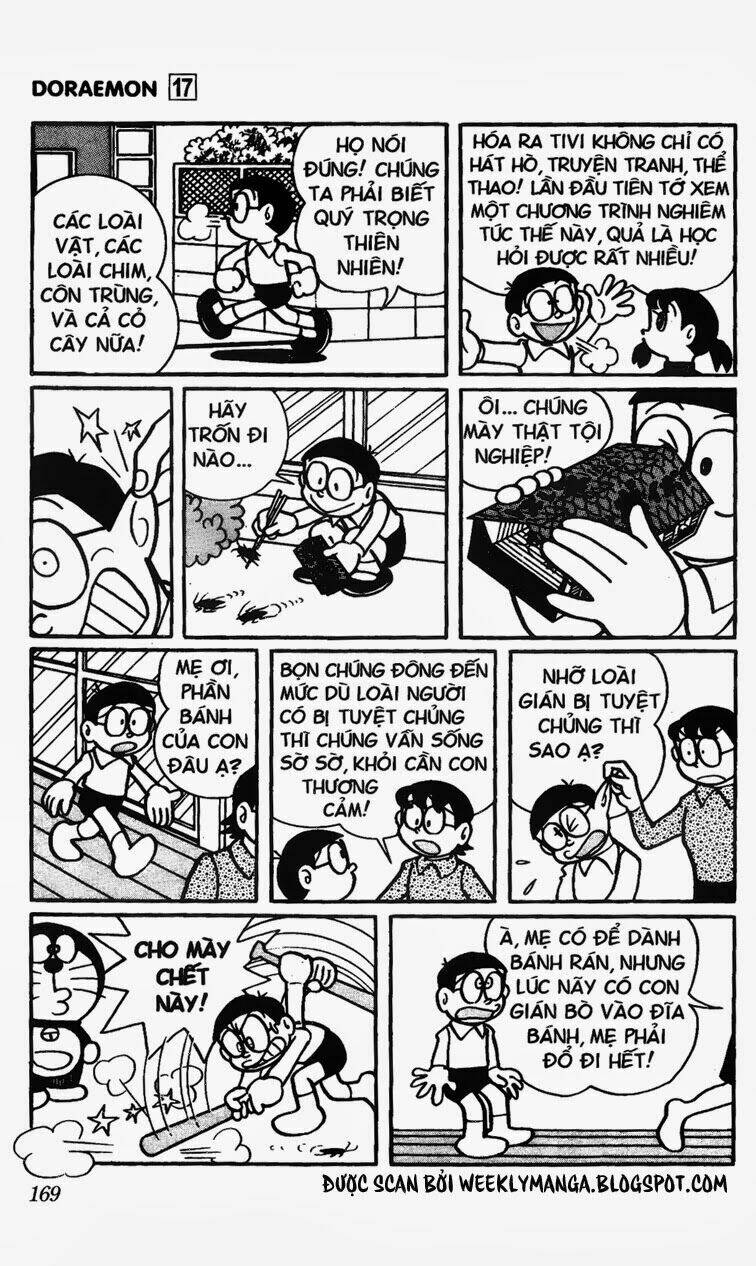 DORAEMON 17
HÓA RA TIVI KHÔNG CHỈ CÓ
HÁT HÒ, TRUYỆN TRANH, THỂ
THAO! LẦN ĐẦU TIÊN TỚ XEM
MỘT CHƯƠNG TRÌNH NGHIÊM
TÚC THẾ NÀY, QUẢ LÀ HỌC
HỎI ĐƯỢC RẤT NHIỀU!
HỌ NÓI
ĐÚNG! CHÚNG
TA PHẢI BIẾT
QUÝ TRỌNG
THIÊN
NHIÊN!
CÁC LOÀI
VẬT, CÁC
LOÀI CHIM,
CÔN TRÙNG,
VÀ CẢ CỎ
CÂY NỮA!
ÔI... CHÚNG
MÀY THẬT TỘI
NGHIỆP!
HÃY
TRỐN ĐI
NÀO...
NHỠ LOÀI
GIÁN BỊ TUYỆT
CHỦNG THÌ
SAO Ạ?
BỌN CHÚNG ĐÔNG ĐẾN
MỨC DÙ LOÀI NGƯỜI
CÓ BỊ TUYỆT CHỦNG
THÌ CHÚNG VẪN SỐNG
SỜ SỜ, KHỎI CẦN CON
THƯƠNG
CẢM!
MẸ ƠI,
PHẦN
BÁNH
CỦA CON
ĐÂU Ạ?
À, MẸ CÓ ĐỂ DÀNH
BÁNH RÁN, NHƯNG
LÚC NÃY CÓ CON
GIÁN BÒ VÀO ĐĨA
BÁNH, MẸ PHẢI
ĐỔ ĐI HẾT!
CHO MÀY
CHẾT
NÀY!
169
ĐƯỢC SCAN BỞI WEEKLYMANGA.BLOGSPOT.COM